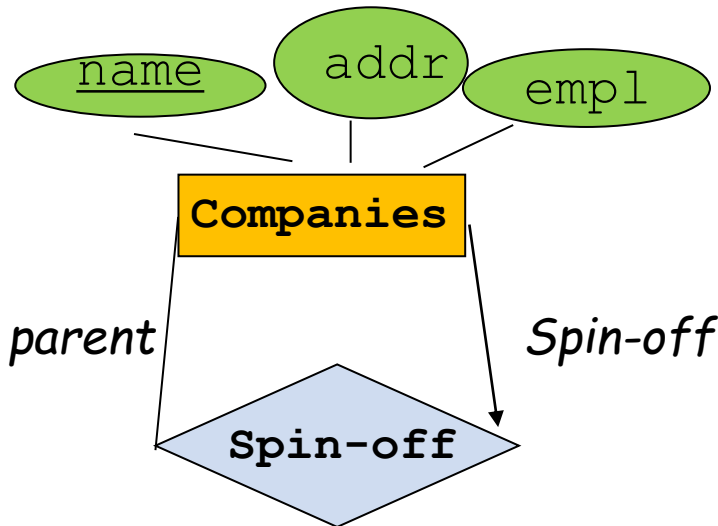 name
addr
empl
Companies
parent
Spin-off
Spin-off